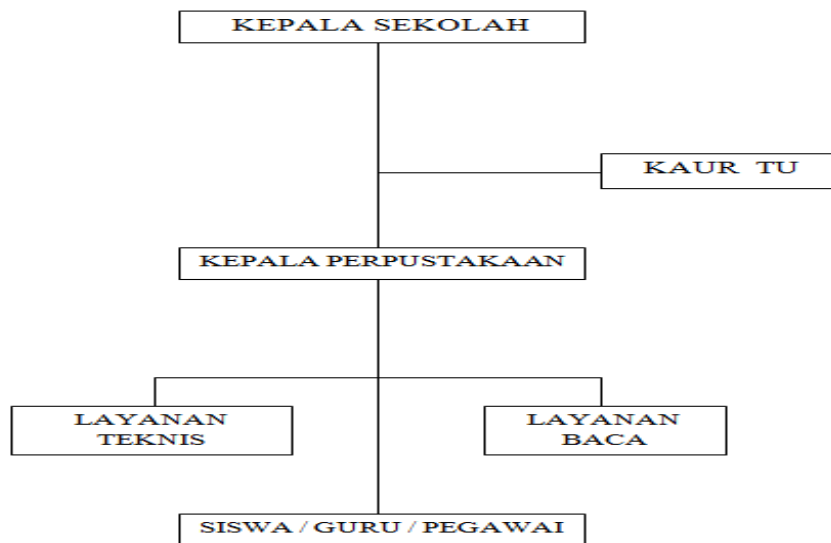 KEPALA SEKOLAH
KAUR TU
KEPALA PERPUSTAKAAN
LAYANAN
TEKNIS
LAYANAN
BACA
SISWA / GURU / PEGAWAI